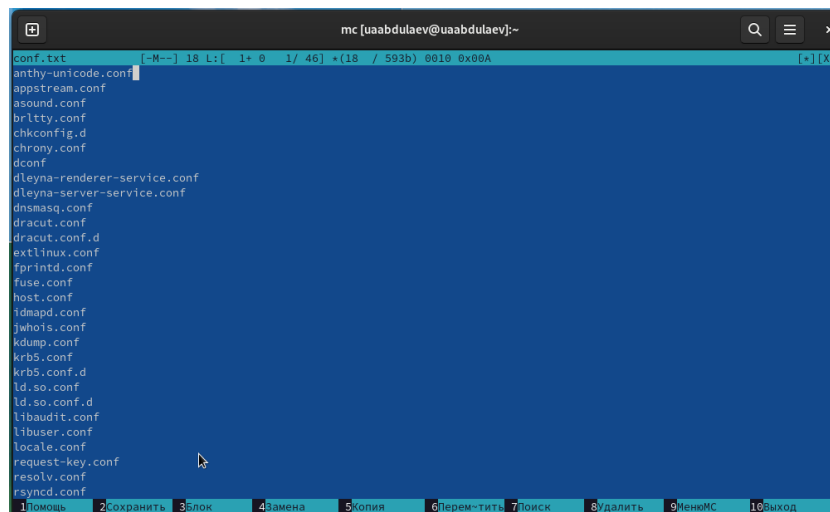 mc [uaabdulaev@uaabdulaev]:~
conf.txt [-M--] 18 L:[ 1+ 0 1/ 46] *(18 / 593b) 0010 0x00A [*][X
anthy-unicode.conf
appstream.conf
asound.conf
brltty.conf
chkconfig.d
chrony.conf
dconf
dleyna-renderer-service.conf
dleyna-server-service.conf
dnsmasq.conf
dracut.conf
dracut.conf.d
extlinux.conf
fprintd.conf
fuse.conf
host.conf
idmapd.conf
jwhois.conf
kdump.conf
krb5.conf
krb5.conf.d
ld.so.conf
ld.so.conf.d
libaudit.conf
libuser.conf
locale.conf
request-key.conf
resolv.conf
rsyncd.conf
1Помощь 2Сохранить 3Блок 4Замена 5Копия 6Перем~тить 7Поиск 8Удалить 9МенюMC 10Выход